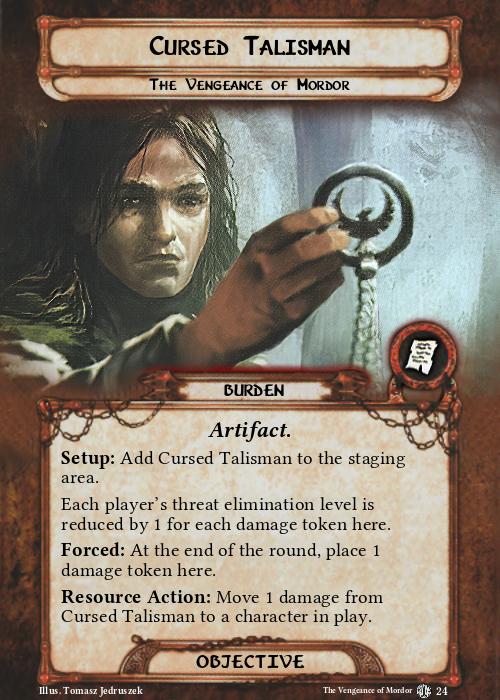 Cursed Talisman
The Vengeance of Mordor
BURDEN
Artifact.
Setup: Add Cursed Talisman to the staging
area.
Each player's threat elimination level is
reduced by 1 for each damage token here.
Forced: At the end of the round, place 1
damage token here.
Resource Action: Move 1 damage from
Cursed Talisman to a character in play.
OBJECTIVE
Illus. Tomasz Jedruszek
The Vengeance of Mordor 24